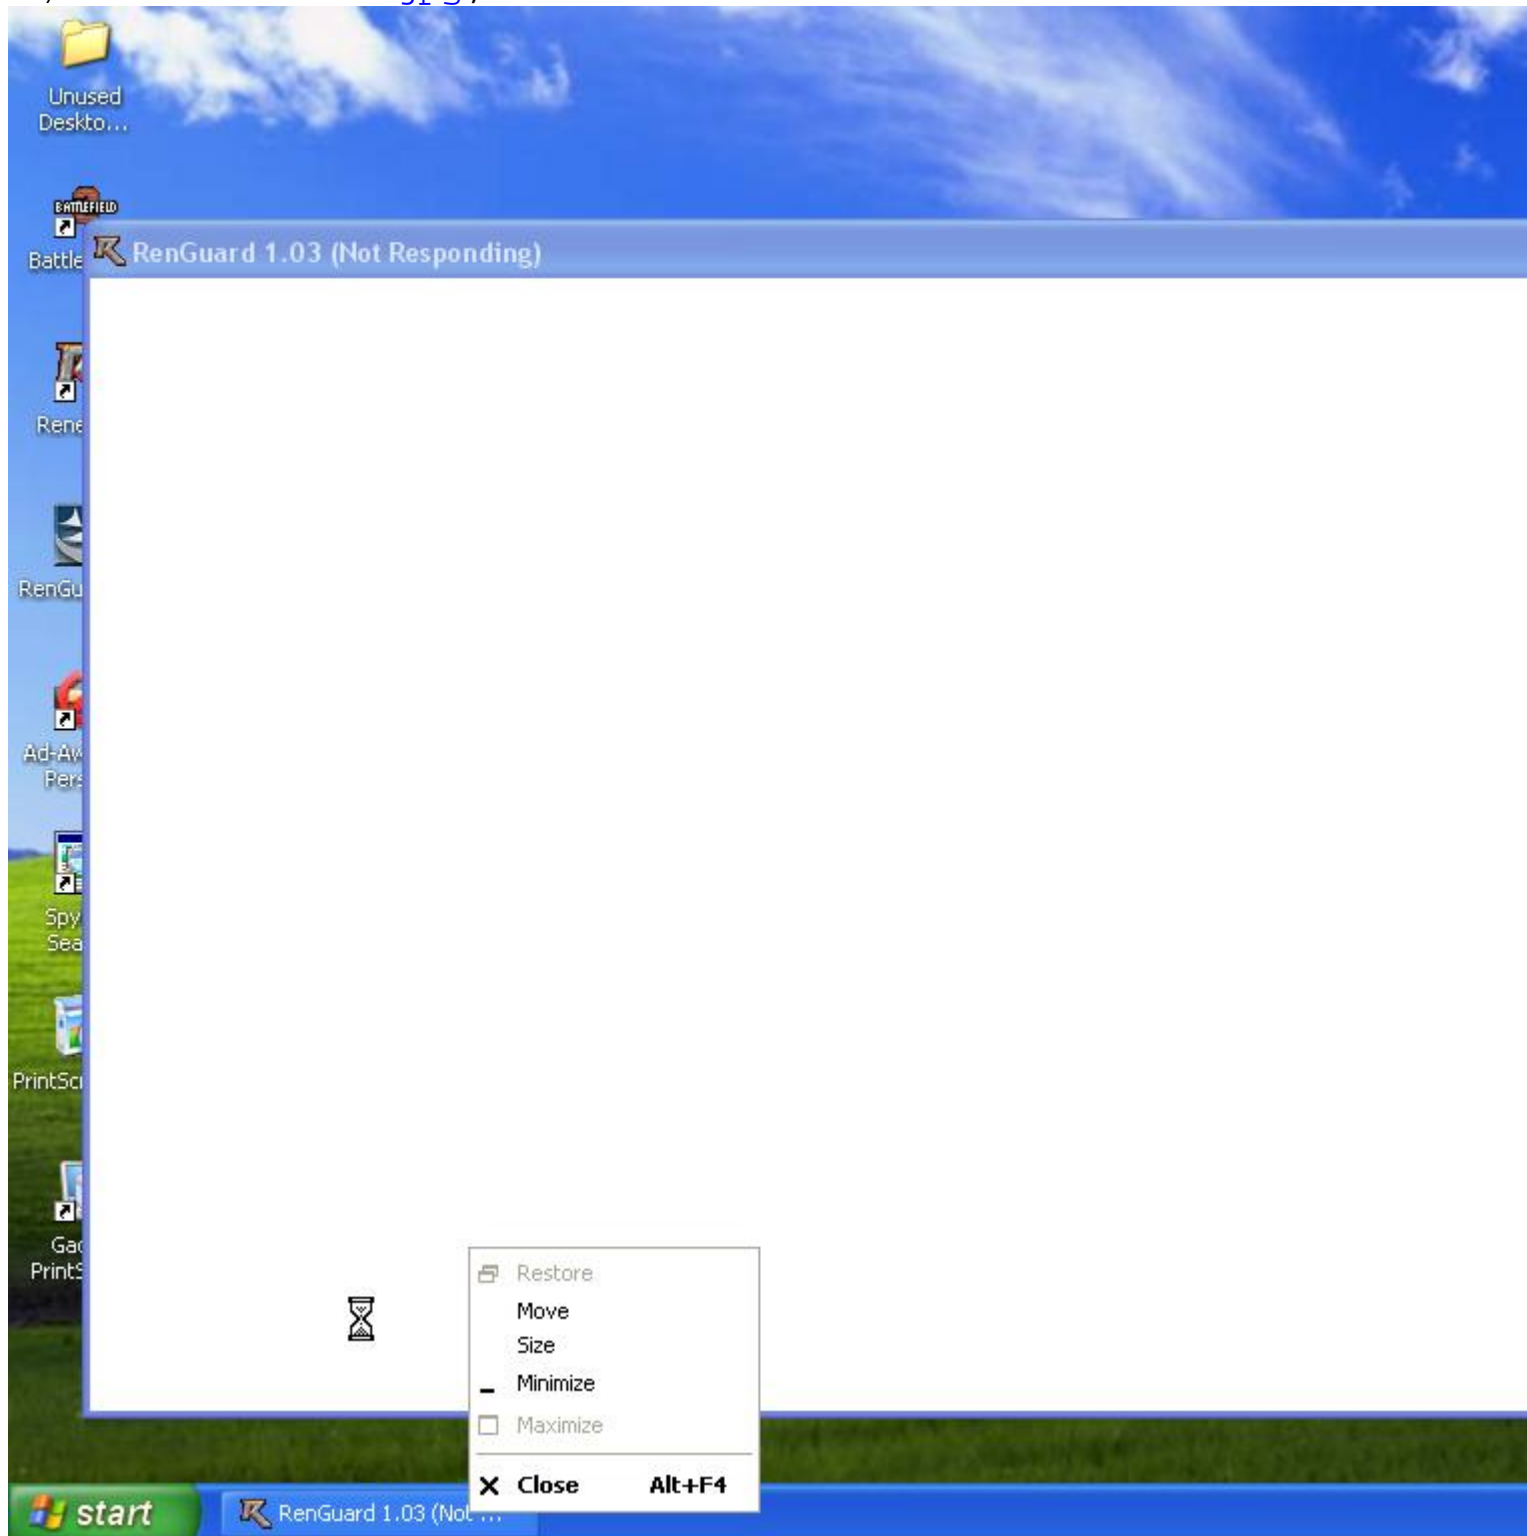 Unused
Deskto...
BATTLEFIELD
Battle
RenGuard 1.03 (Not Responding)
Rene
RenGu
Ad-Aw
Pers
Spy
Sea
PrintScr
Gad
PrintS
Restore
Move
Size
Minimize
Maximize
Close Alt+F4
start
RenGuard 1.03 (Not ...